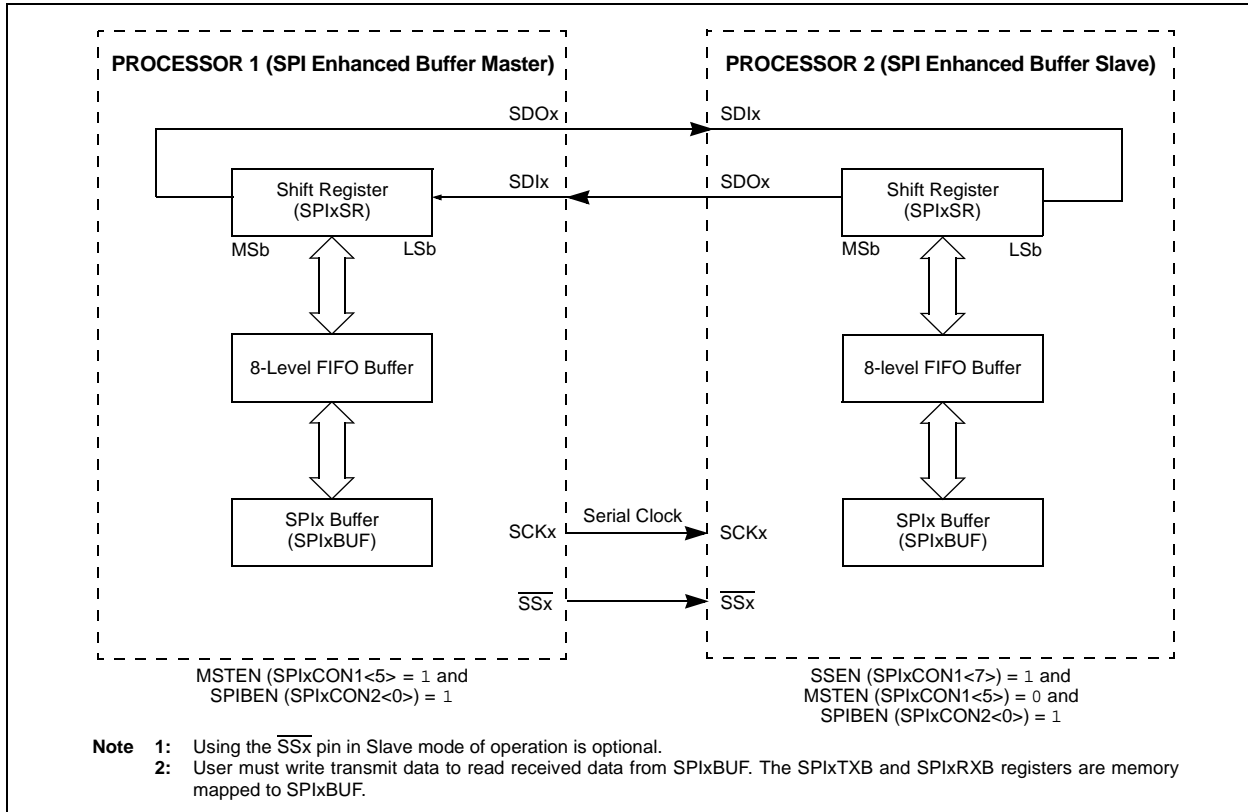 PROCESSOR 1 (SPI Enhanced Buffer Master)
PROCESSOR 2 (SPI Enhanced Buffer Slave)
SDOx
SDIx
Shift Register
(SPIxSR)
SDIx
SDOx
Shift Register
(SPIxSR)
MSb
LSb
MSb
LSb
8-Level FIFO Buffer
8-level FIFO Buffer
SPIx Buffer
(SPIxBUF)
SCKx
Serial Clock
SCKx
SPIx Buffer
(SPIxBUF)
SSx
SSx
MSTEN (SPIxCON1<5> = 1 and
SPIBEN (SPIxCON2<0>) = 1
SSEN (SPIxCON1<7>) = 1 and
MSTEN (SPIxCON1<5>) = 0 and
SPIBEN (SPIxCON2<0>) = 1
Note 1: Using the SSx pin in Slave mode of operation is optional.
2: User must write transmit data to read received data from SPIxBUF. The SPIxTXB and SPIxRXB registers are memory
mapped to SPIxBUF.